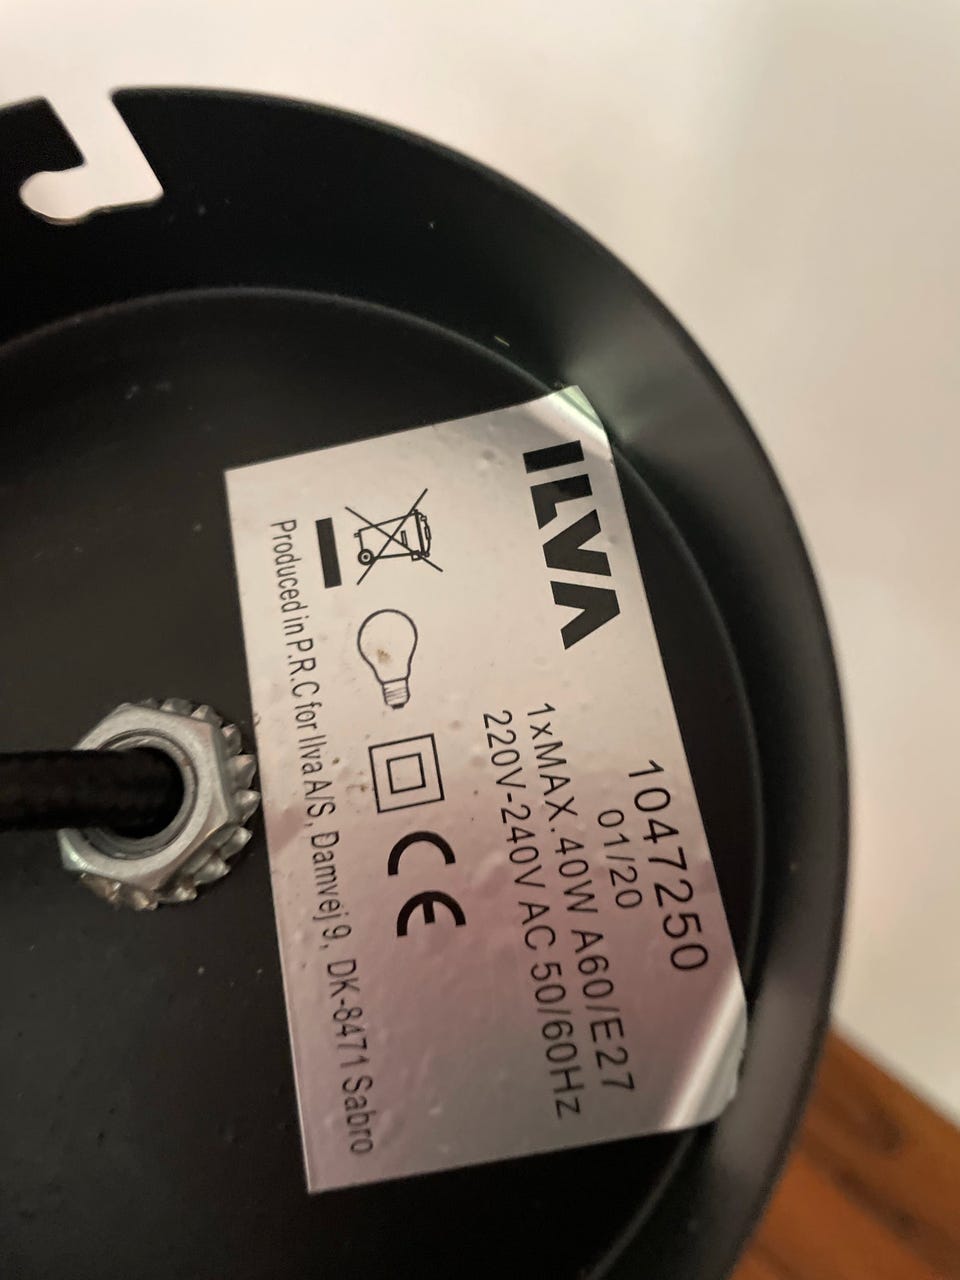 ILVA
1047250
01/20
1xMAX.40W A60/E27
220V-240V AC 50/60Hz
CE
Produced in P.R.C for Ilva A/S, Damvej 9, DK-8471 Sabro